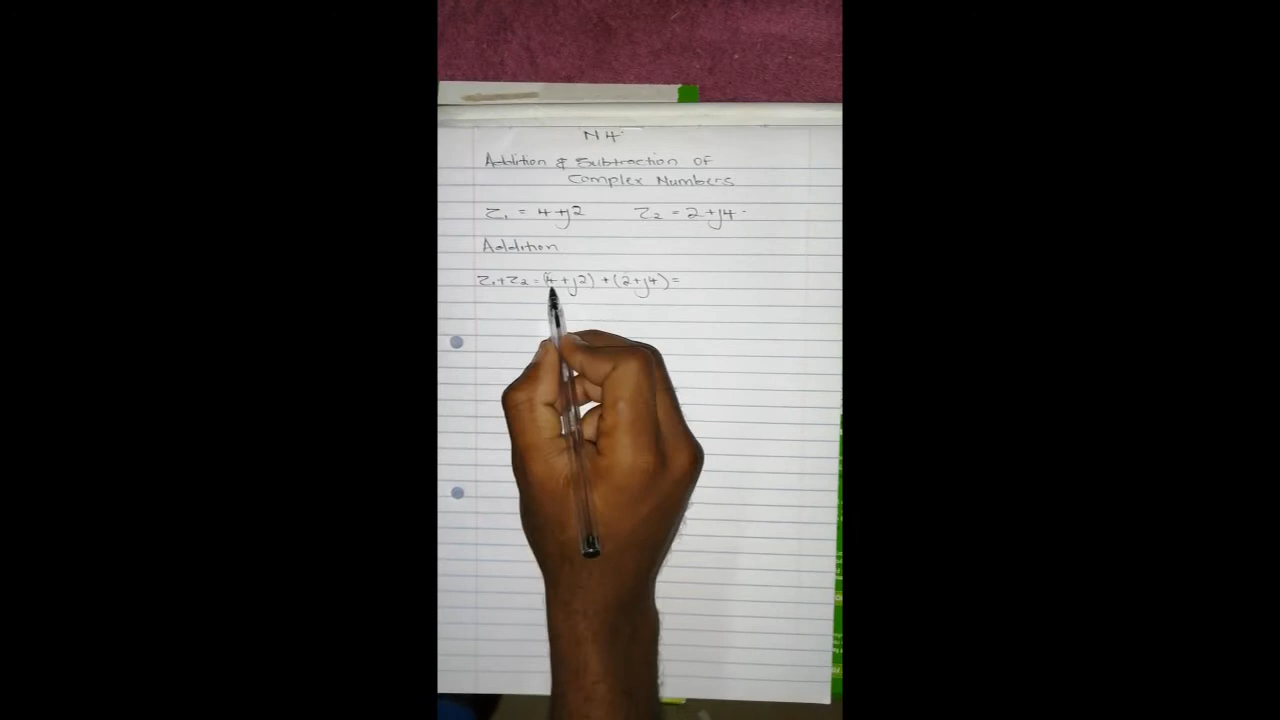 N4
Addition & Subtraction of
Complex Numbers
Z₁ = 4+j2 Z₂ = 2+j4
Addition
Z₁+Z₂ = (4+j2) + (2+j4) =